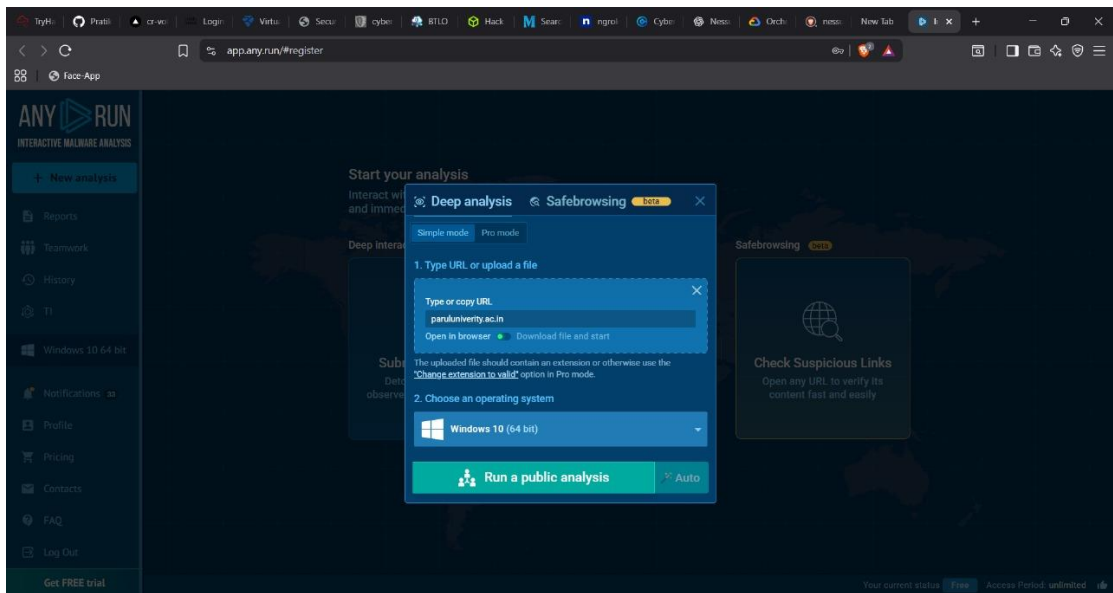 TryH Pratik cr-vol Login Virtu Secu cyber BTLO Hack Searc ngrol Cyber Ness Orch nessu New Tab
app.any.run/#register
Face-App
ANY RUN
INTERACTIVE MALWARE ANALYSIS
+ New analysis
Reports
Teamwork
History
TI
Windows 10 64 bit
Notifications 33
Profile
Pricing
Contacts
FAQ
Log Out
Get FREE trial
Start your analysis
Interact wi
and immed
Deep Intera
Sub
Det
observe
Deep analysis Safebrowsing beta
Simple mode Pro mode
1. Type URL or upload a file
Type or copy URL
paruluniverity.ac.in
Open in browser Download file and start
The uploaded file should contain an extension or otherwise use the
"Change extension to valid" option in Pro mode.
2. Choose an operating system
Windows 10 (64 bit)
Run a public analysis Auto
Safebrowsing beta
Check Suspicious Links
Open any URL to verify its
content fast and easily
Your current status Free Access Period: unlimited